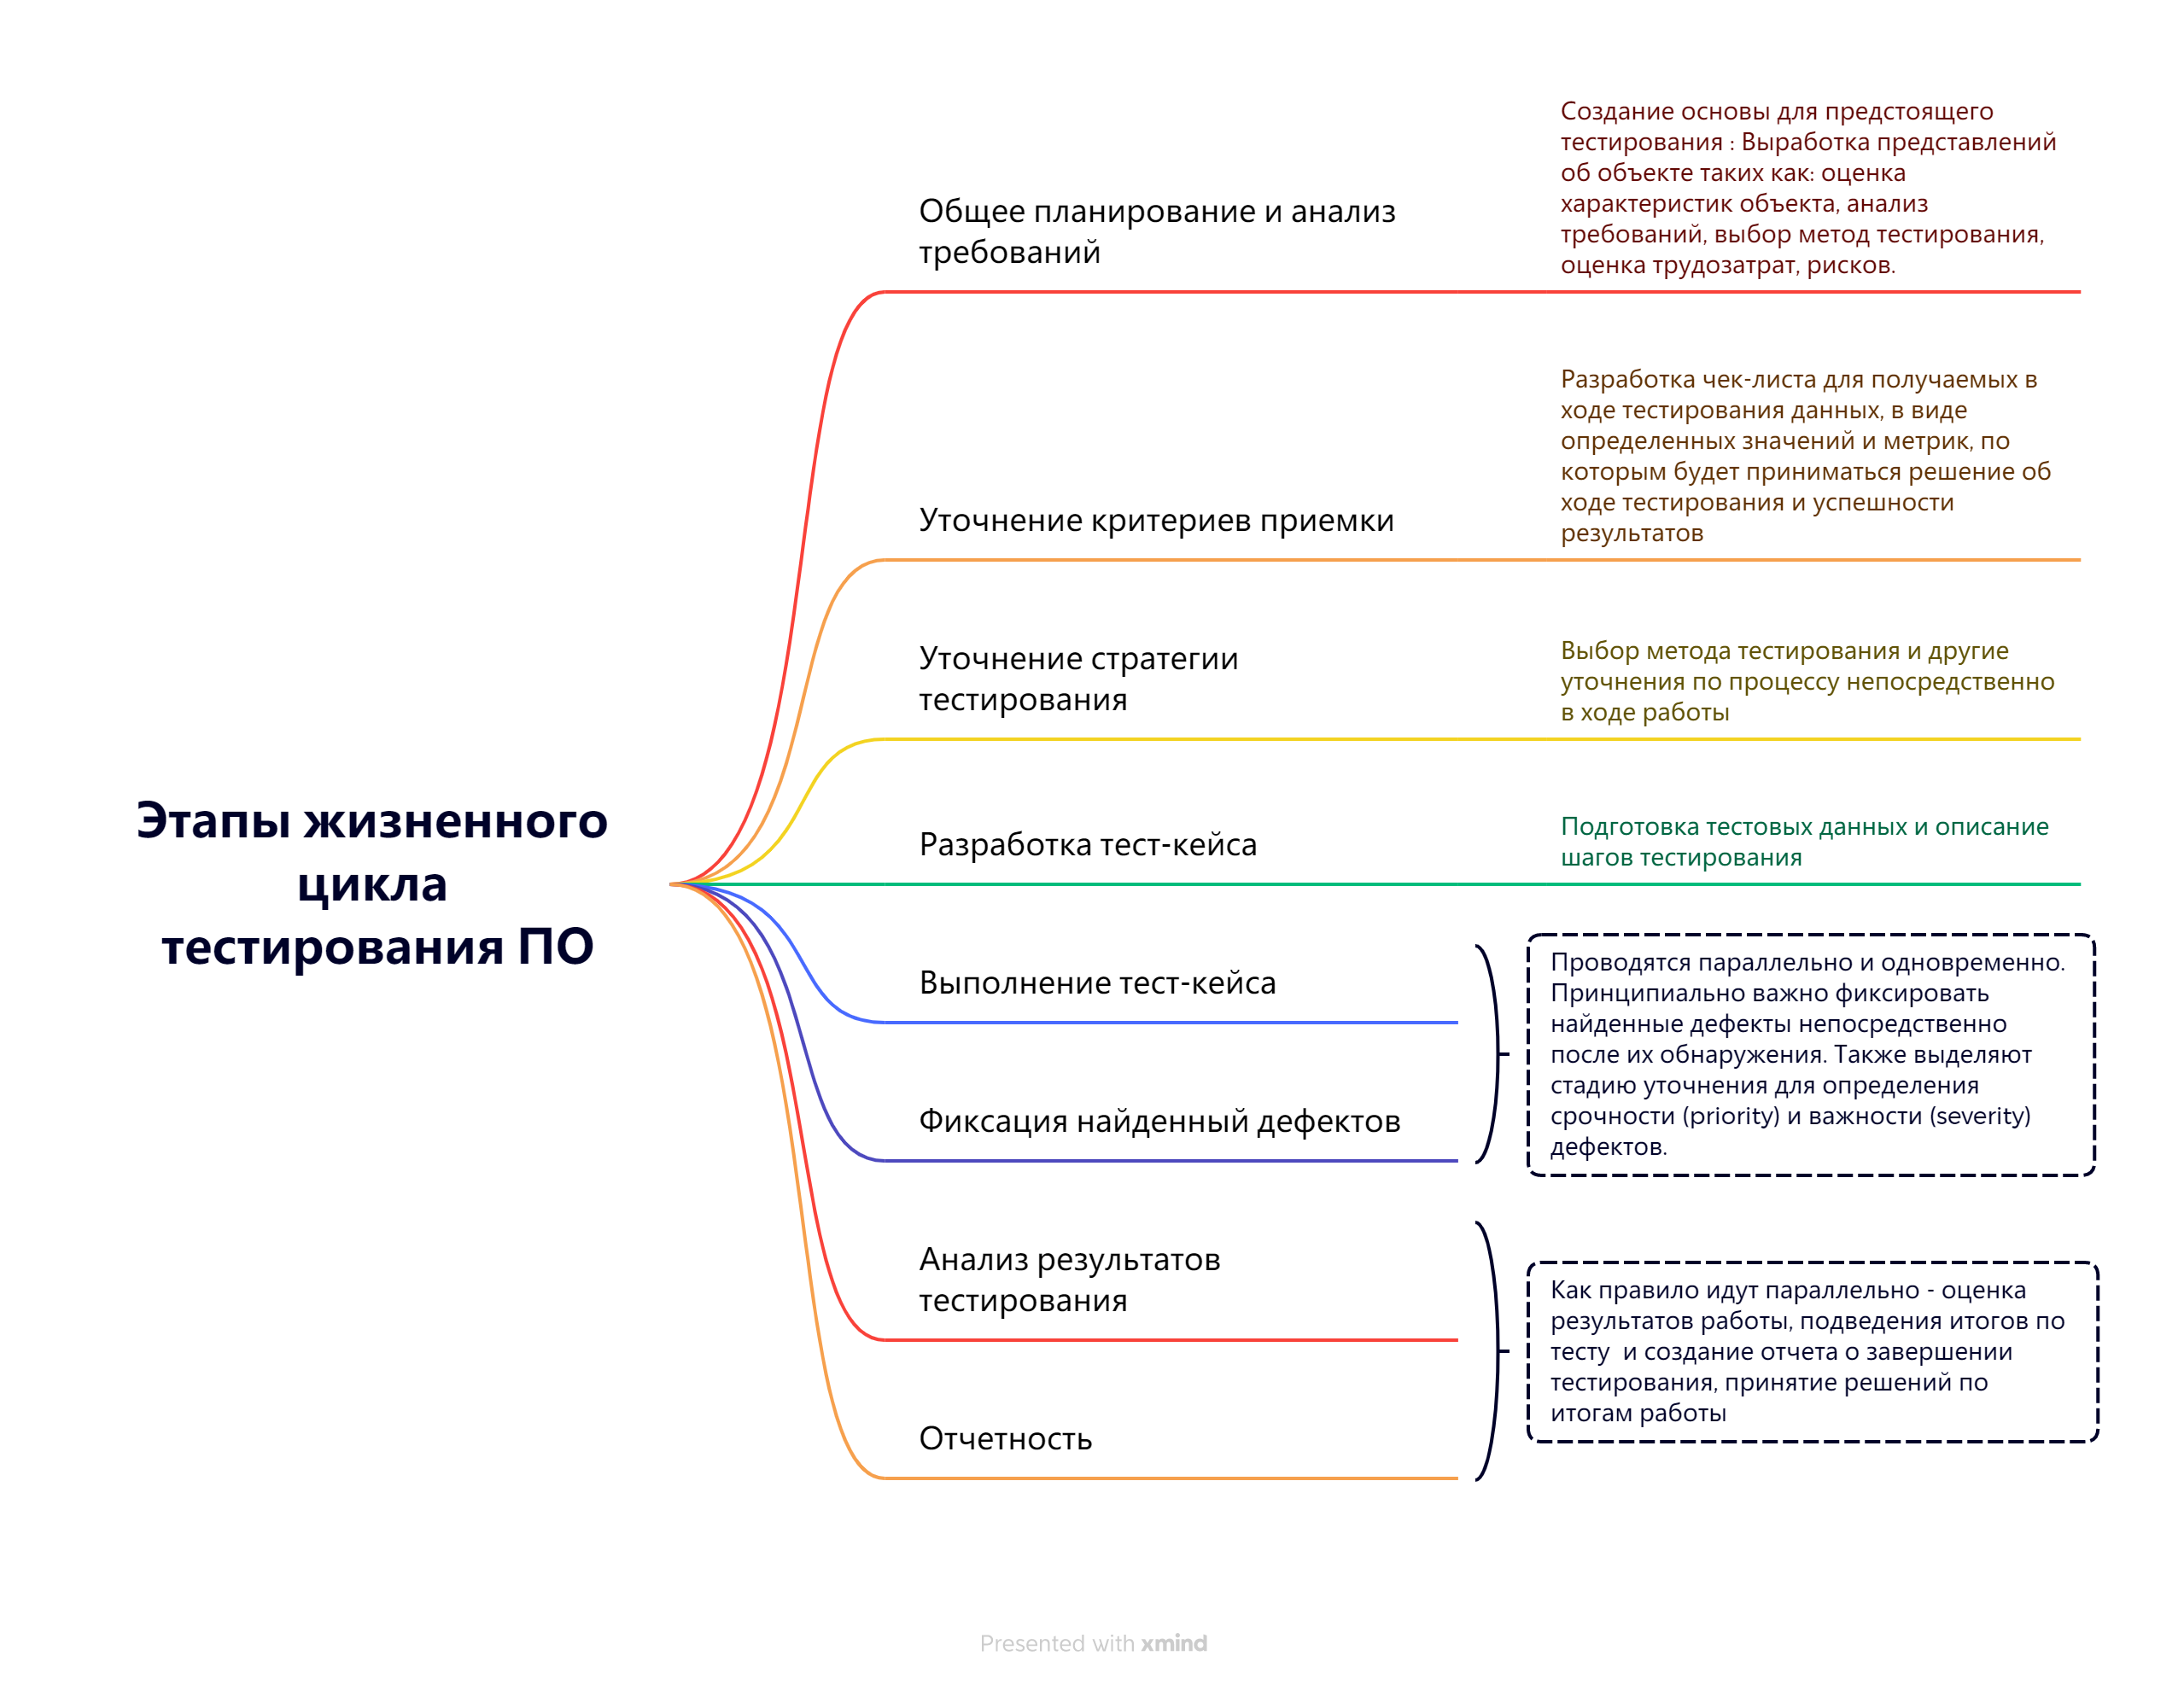 Этапы жизненного
цикла
тестирования ПО
Общее планирование и анализ
требований
Создание основы для предстоящего
тестирования : Выработка представлений
об объекте таких как: оценка
характеристик объекта, анализ
требований, выбор метод тестирования,
оценка трудозатрат, рисков.
Уточнение критериев приемки
Разработка чек-листа для получаемых в
ходе тестирования данных, в виде
определенных значений и метрик, по
которым будет приниматься решение об
ходе тестирования и успешности
результатов
Уточнение стратегии
тестирования
Выбор метода тестирования и другие
уточнения по процессу непосредственно
в ходе работы
Разработка тест-кейса
Подготовка тестовых данных и описание
шагов тестирования
Выполнение тест-кейса
Фиксация найденный дефектов
Проводятся параллельно и одновременно.
Принципиально важно фиксировать
найденные дефекты непосредственно
после их обнаружения. Также выделяют
стадию уточнения для определения
срочности (priority) и важности (severity)
дефектов.
Анализ результатов
тестирования
Отчетность
Как правило идут параллельно - оценка
результатов работы, подведения итогов по
тесту  и создание отчета о завершении
тестирования, принятие решений по
итогам работы
Presented with xmind